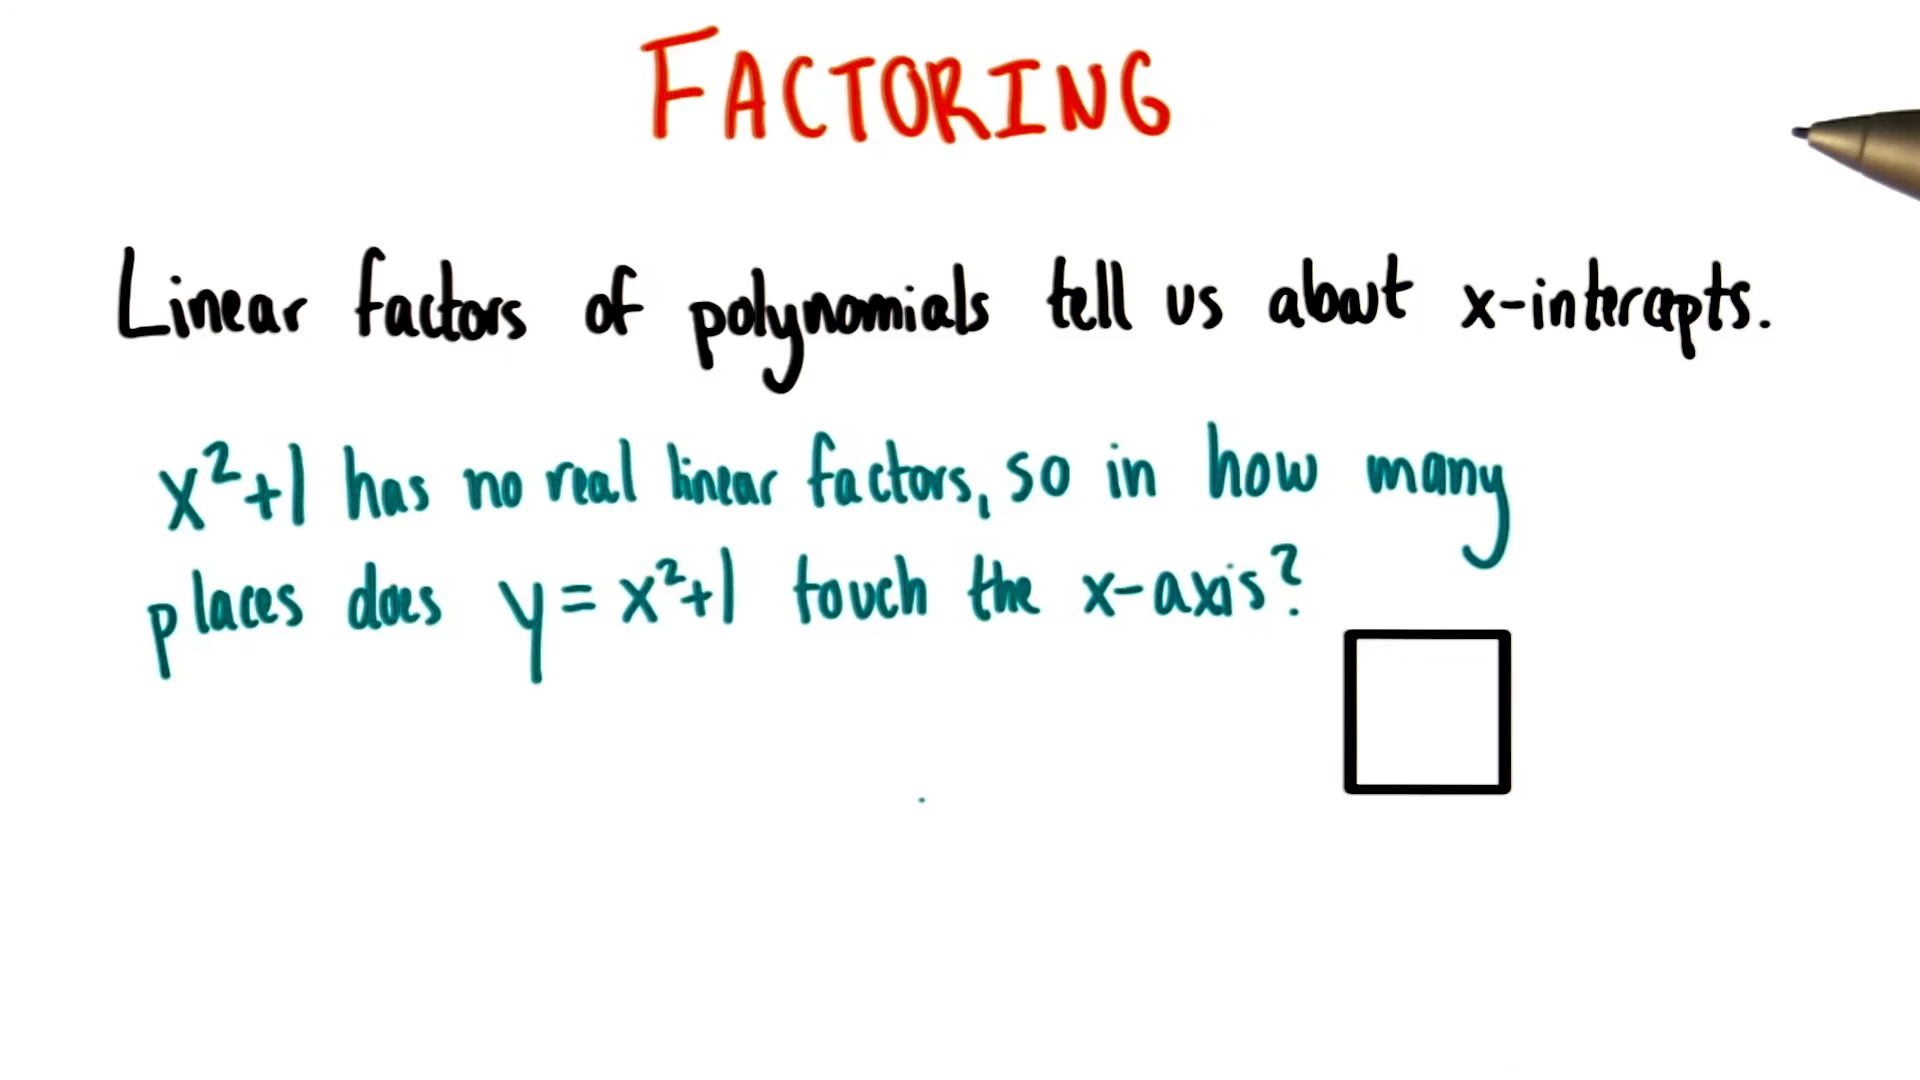 FACTORING
Linear factors of polynomials tell us about x-intercepts.
x²+1 has no real linear factors, so in how many
places does y = x²+1 touch the x-axis?